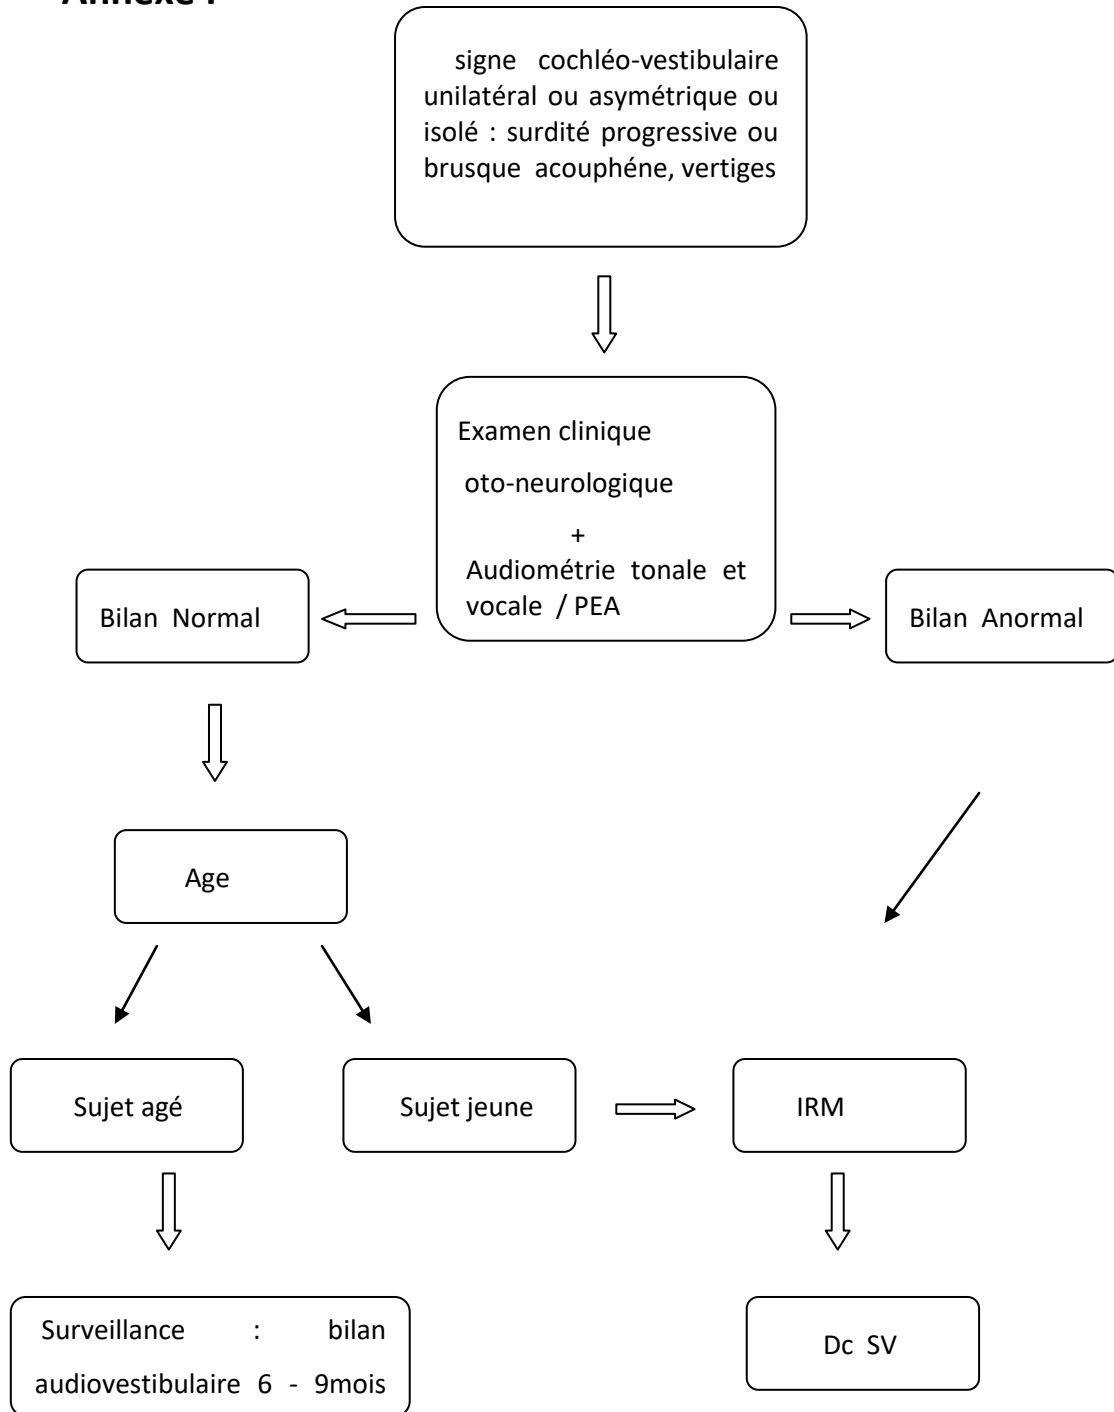 Annexe :
signe cochléo-vestibulaire
unilatéral ou asymétrique ou
isolé : surdité progressive ou
brusque acouphéne, vertiges
Examen clinique
oto-neurologique
+
Audiométrie tonale et
vocale / PEA
Bilan Normal
Bilan Anormal
Age
Sujet agé
Sujet jeune
IRM
Surveillance : bilan
audiovestibulaire 6 - 9mois
Dc SV